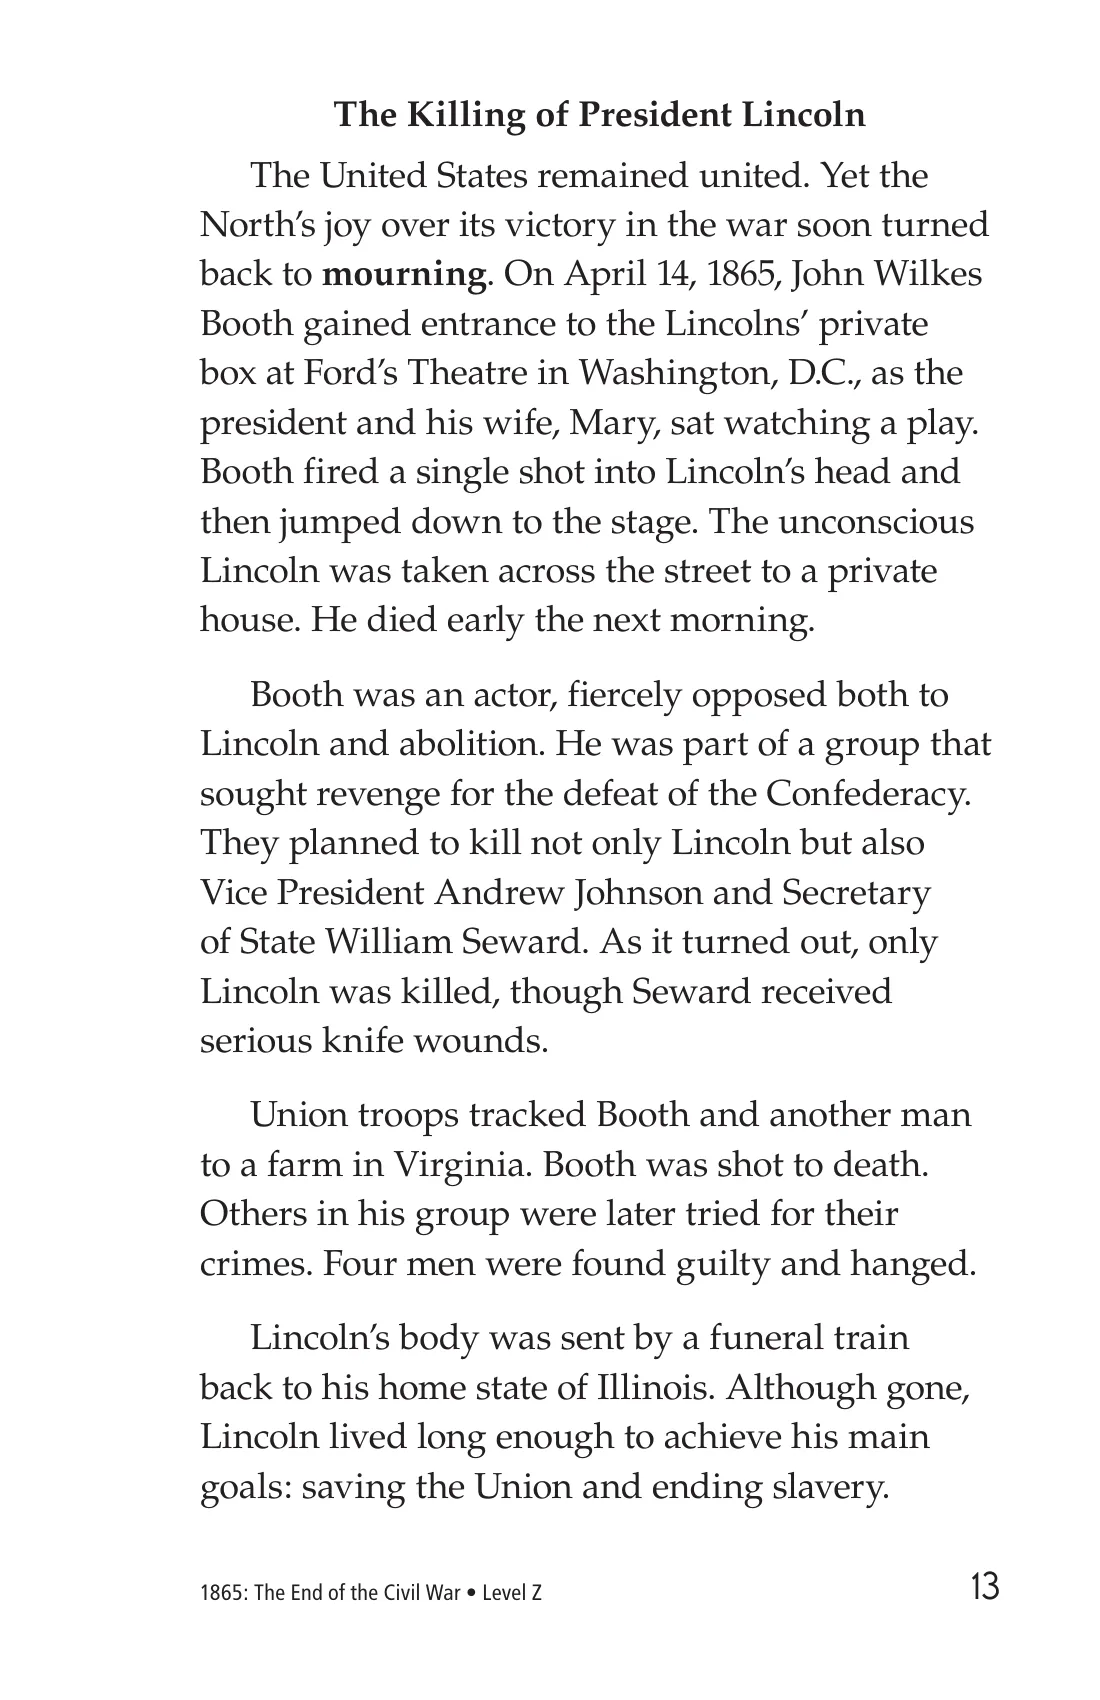 The Killing of President Lincoln
The United States remained united. Yet the
North’s joy over its victory in the war soon turned
back to mourning. On April 14, 1865, John Wilkes
Booth gained entrance to the Lincolns’ private
box at Ford’s Theatre in Washington, D.C., as the
president and his wife, Mary, sat watching a play.
Booth fired a single shot into Lincoln’s head and
then jumped down to the stage. The unconscious
Lincoln was taken across the street to a private
house. He died early the next morning.
Booth was an actor, fiercely opposed both to
Lincoln and abolition. He was part of a group that
sought revenge for the defeat of the Confederacy.
They planned to kill not only Lincoln but also
Vice President Andrew Johnson and Secretary
of State William Seward. As it turned out, only
Lincoln was killed, though Seward received
serious knife wounds.
Union troops tracked Booth and another man
to a farm in Virginia. Booth was shot to death.
Others in his group were later tried for their
crimes. Four men were found guilty and hanged.
Lincoln’s body was sent by a funeral train
back to his home state of Illinois. Although gone,
Lincoln lived long enough to achieve his main
goals: saving the Union and ending slavery.
1865: The End of the Civil War • Level Z
13